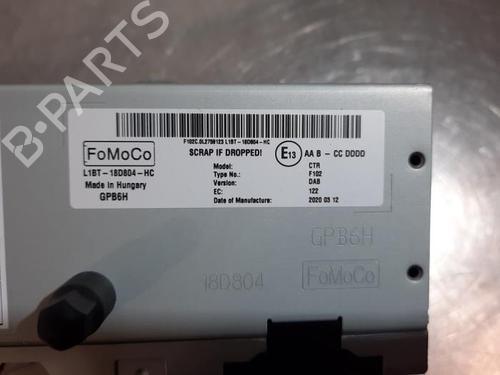 F102C.0L2759123 L1BT-18D804-HC
FoMoCo
SCRAP IF DROPPED!
E13
AA B - CC DDDD
L1BT-18D804-HC
Made in Hungary
GPB6H
Model: CTR
Type No.: F102
Version: DAB
EC: 122
Date of Manufacture: 2020 03 12
GPB6H
18D804
FoMoCo
B-PARTS